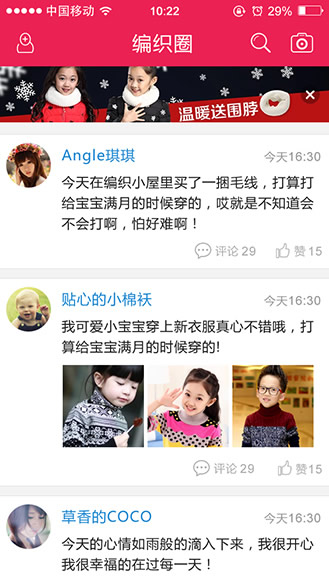 中国移动 10:22 29%
编织圈
温暖送围脖
Angle琪琪 今天16:30
今天在编织小屋里买了一捆毛线，打算打
给宝宝满月的时候穿的，哎就是不知道会
不会打啊，怕好难啊！
评论 29 赞 15
贴心的小棉袄 今天16:30
我可爱小宝宝穿上新衣服真心不错哦，打
算给宝宝满月的时候穿的!
评论 29 赞15
草香的COCO 今天16:30
今天的心情如雨般的滴入下来，我很开心
我很幸福的在过每一天！